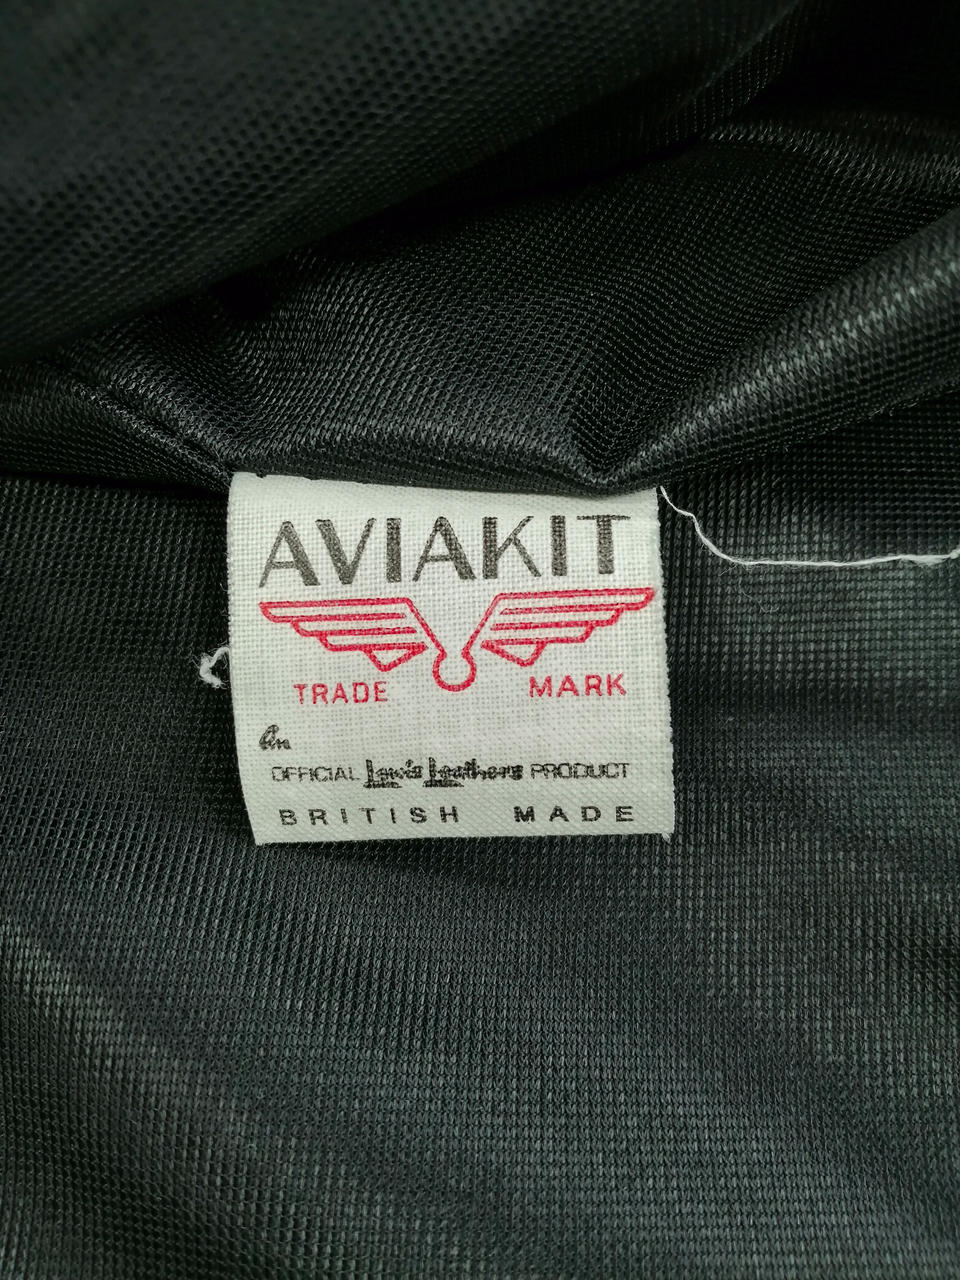 AVIAKIT
TRADE MARK
An
OFFICIAL Lewis Leathers PRODUCT
BRITISH MADE